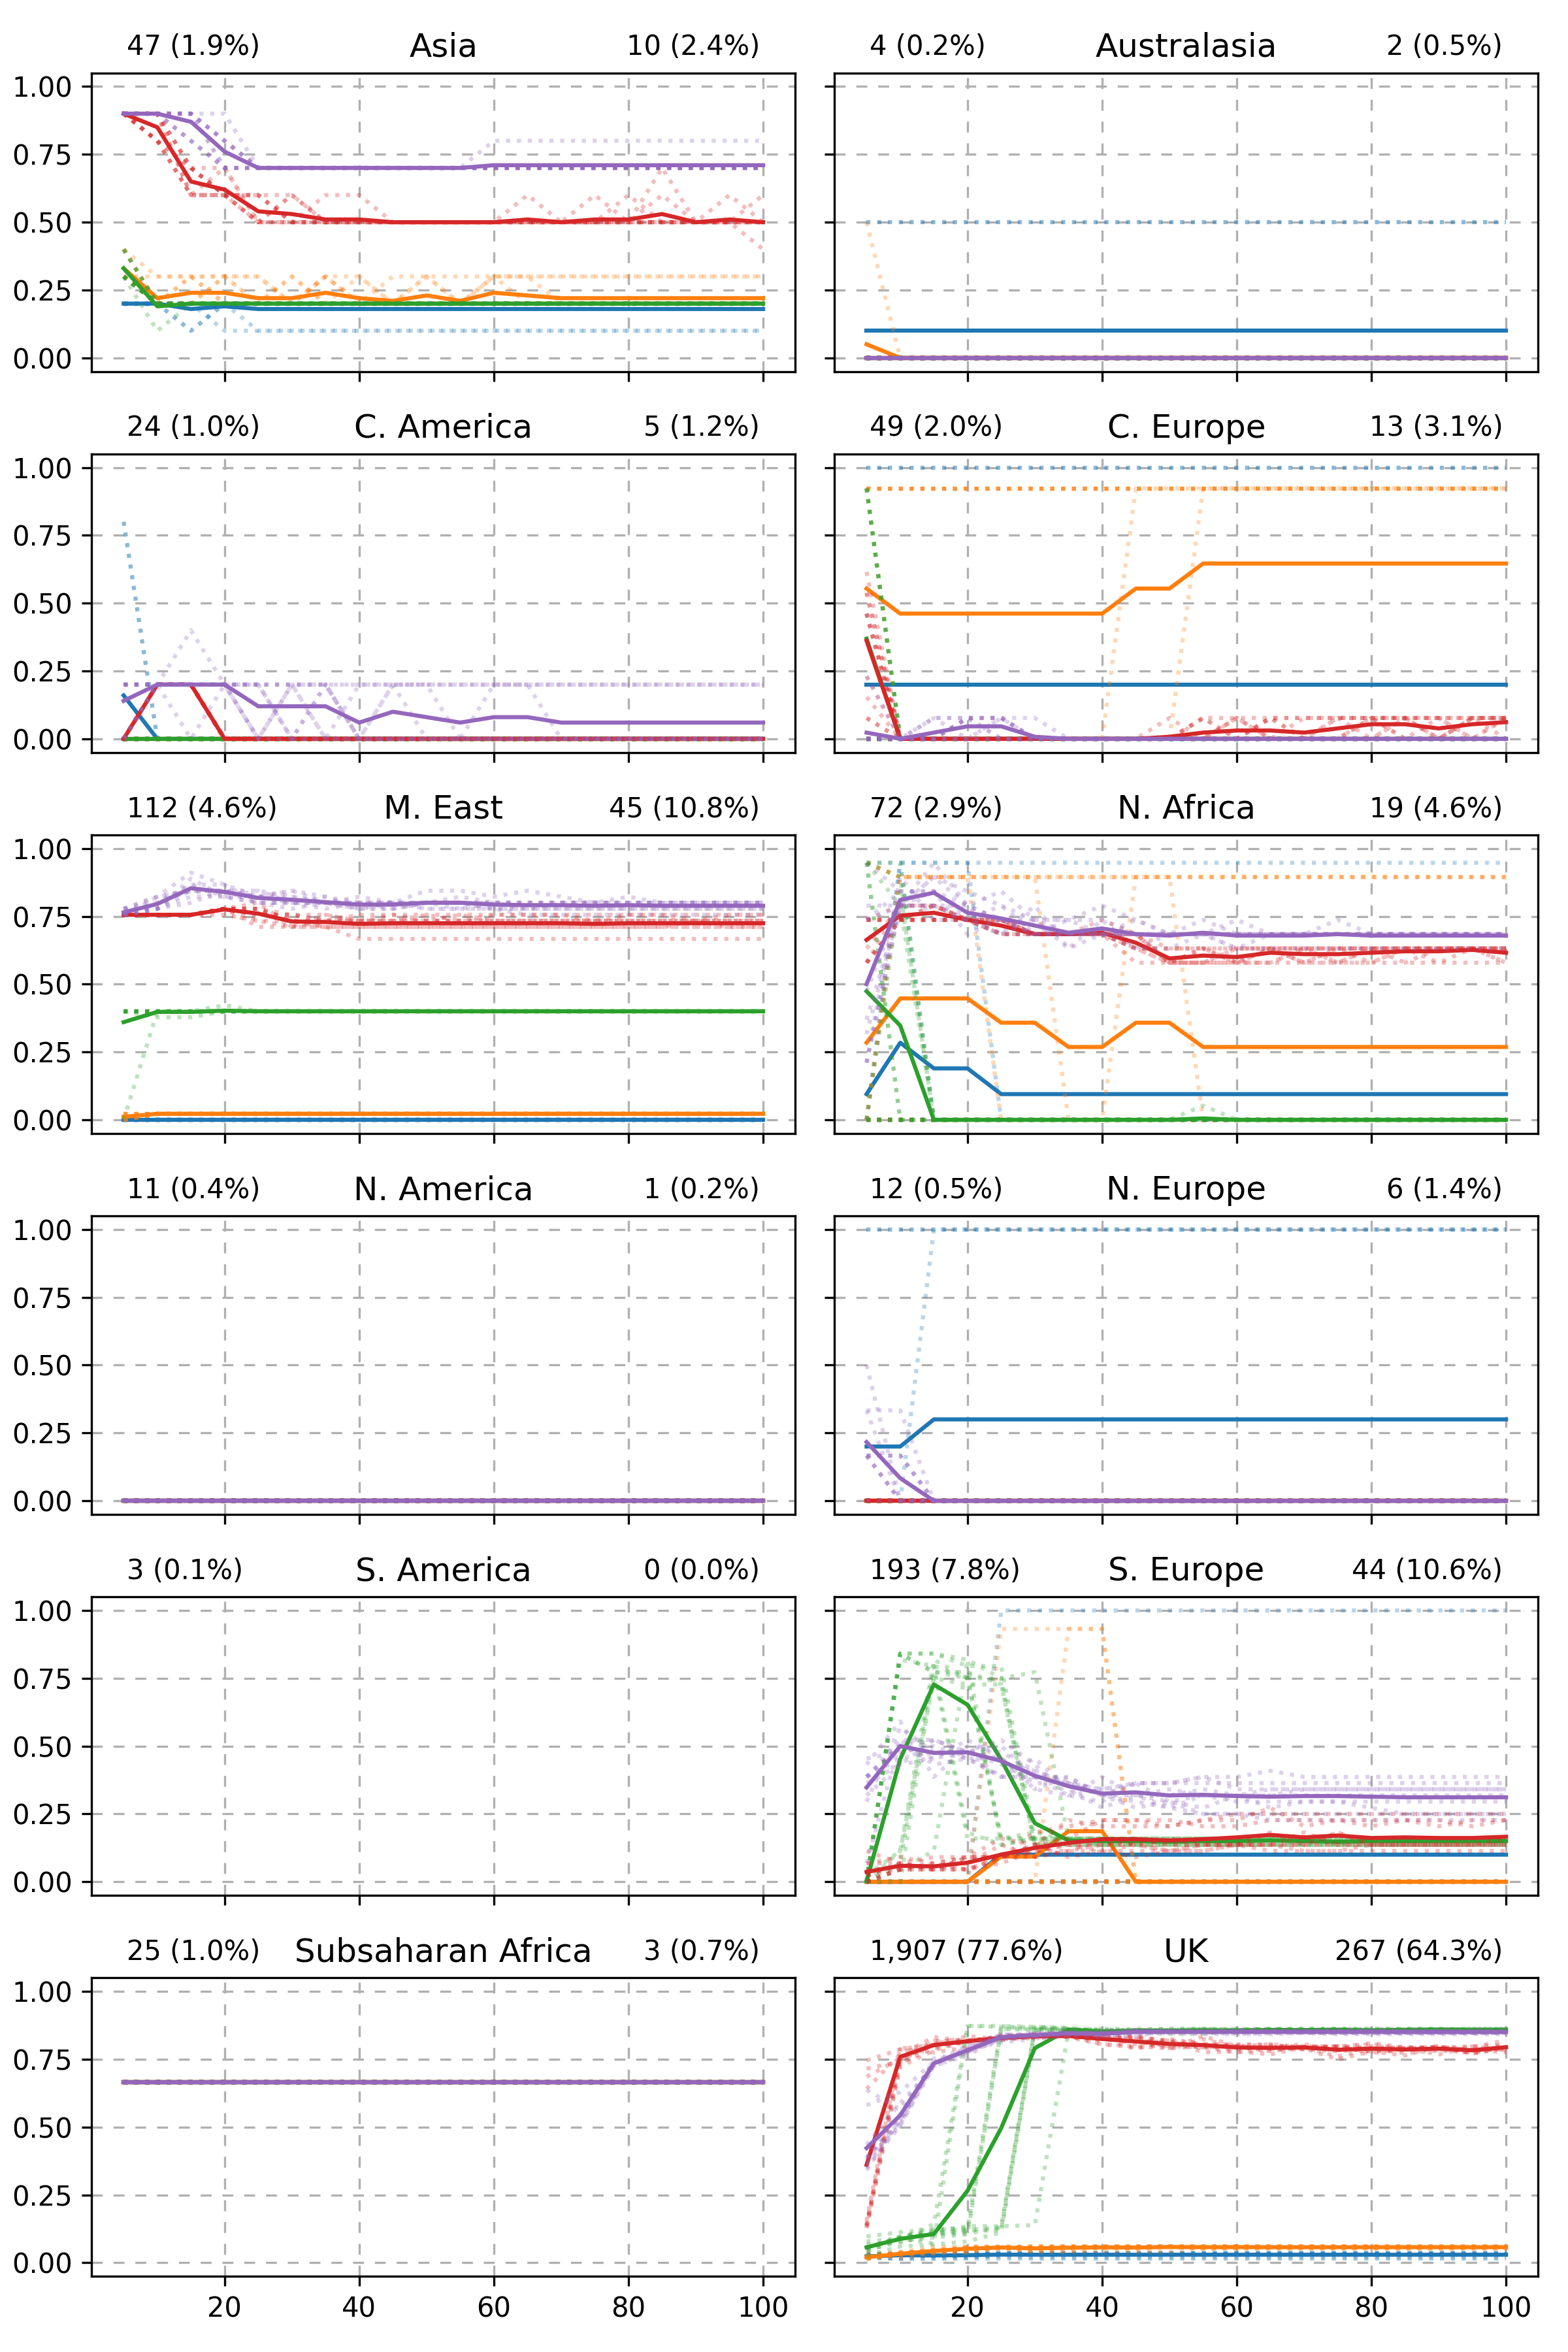 47 (1.9%) Asia 10 (2.4%)
4 (0.2%) Australasia 2 (0.5%)
1.00
0.75
0.50
0.25
0.00
24 (1.0%) C. America 5 (1.2%)
49 (2.0%) C. Europe 13 (3.1%)
1.00
0.75
0.50
0.25
0.00
112 (4.6%) M. East 45 (10.8%)
72 (2.9%) N. Africa 19 (4.6%)
1.00
0.75
0.50
0.25
0.00
11 (0.4%) N. America 1 (0.2%)
12 (0.5%) N. Europe 6 (1.4%)
1.00
0.75
0.50
0.25
0.00
3 (0.1%) S. America 0 (0.0%)
193 (7.8%) S. Europe 44 (10.6%)
1.00
0.75
0.50
0.25
0.00
25 (1.0%) Subsaharan Africa 3 (0.7%)
1,907 (77.6%) UK 267 (64.3%)
1.00
0.75
0.50
0.25
0.00
20 40 60 80 100
20 40 60 80 100